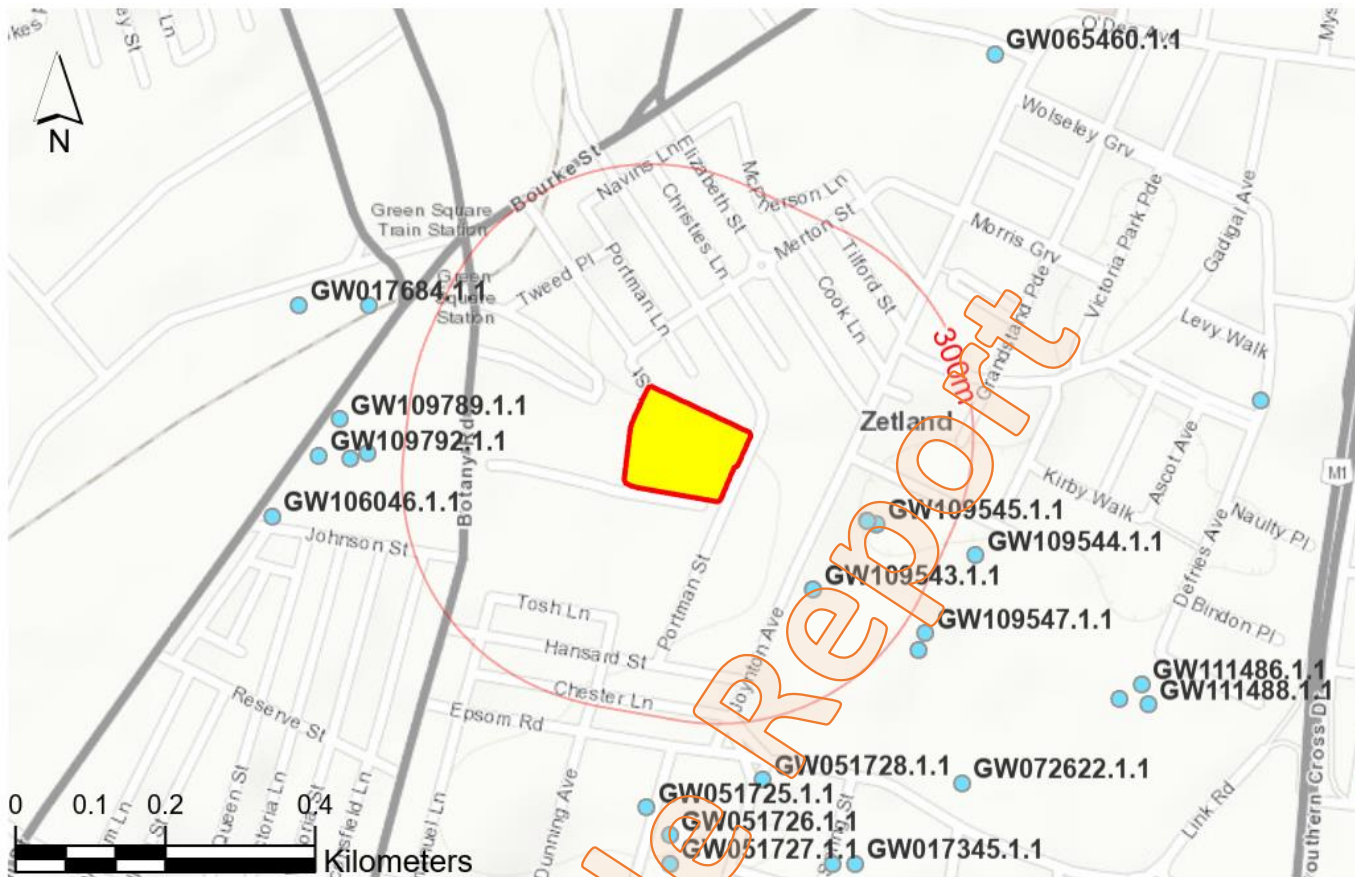 O'Dea Ave
GW065460.1.1
Wolseley Grv
N
Bourke St
Navins Ln
Elizabeth St
McPherson Ln
Christies Ln
Merton St
Morris Grv
Victoria Park Pde
Gadigal Ave
Green Square
Train Station
Portman Ln
Tilford St
Tweed Pl
Cook Ln
GW017684.1.1
Green
Square
Station
Grandstand Pde
Levy Walk
300m
GW109789.1.1
Zetland
GW109792.1.1
Botany Rd
Ascot Ave
M1
Kirby Walk
Naulty Pl
GW106046.1.1
GW109545.1.1
Johnson St
GW109544.1.1
Defries Ave
GW109543.1.1
Portman St
Tosh Ln
GW109547.1.1
Bindon Pl
Hansard St
Joynton Ave
GW111486.1.1
GW111488.1.1
Chester Ln
Reserve St
Epsom Rd
GW051728.1.1
GW072622.1.1
GW051725.1.1
GW051726.1.1
GW051727.1.1
GW017345.1.1
Queen St
Dunning Ave
Link Rd
0 0.1 0.2 0.4
Kilometers
Report